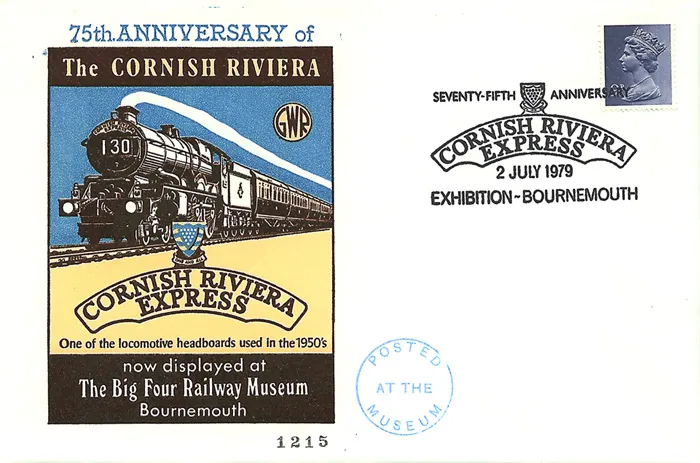 75th. ANNIVERSARY of
The CORNISH RIVIERA
GWR
130
CORNISH RIVIERA
EXPRESS
One of the locomotive headboards used in the 1950's
now displayed at
The Big Four Railway Museum
Bournemouth
1215
SEVENTY-FIFTH ANNIVERSARY
CORNISH RIVIERA
EXPRESS
2 JULY 1979
EXHIBITION~BOURNEMOUTH
POSTED
AT THE
MUSEUM